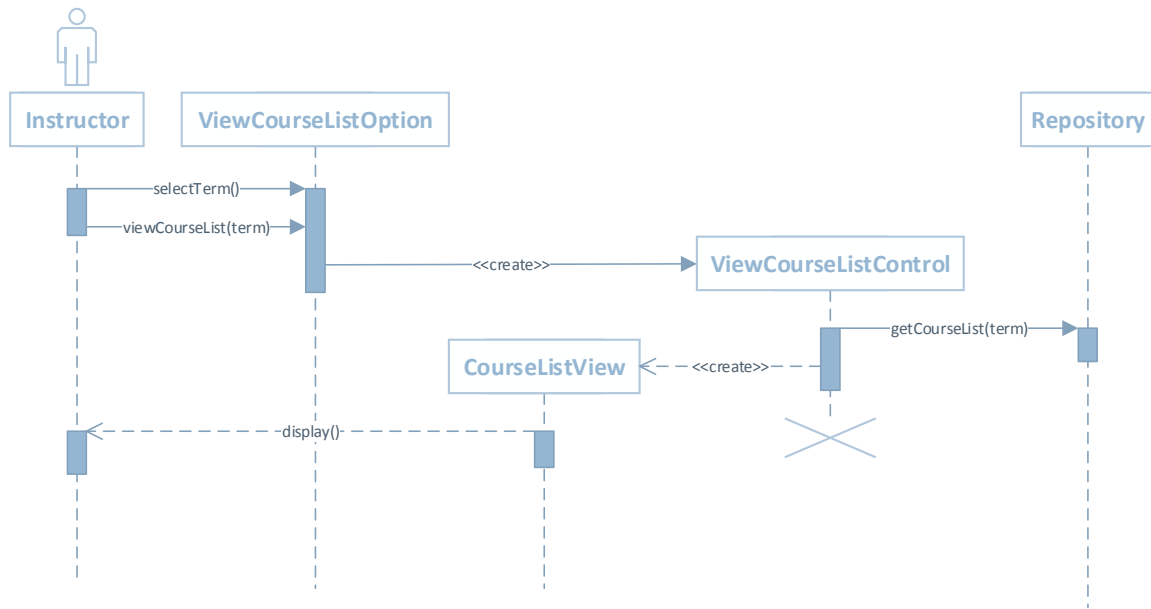 Instructor
ViewCourseListOption
Repository
selectTerm()
viewCourseList(term)
<<create>>
ViewCourseListControl
getCourseList(term)
CourseListView
<<create>>
display()